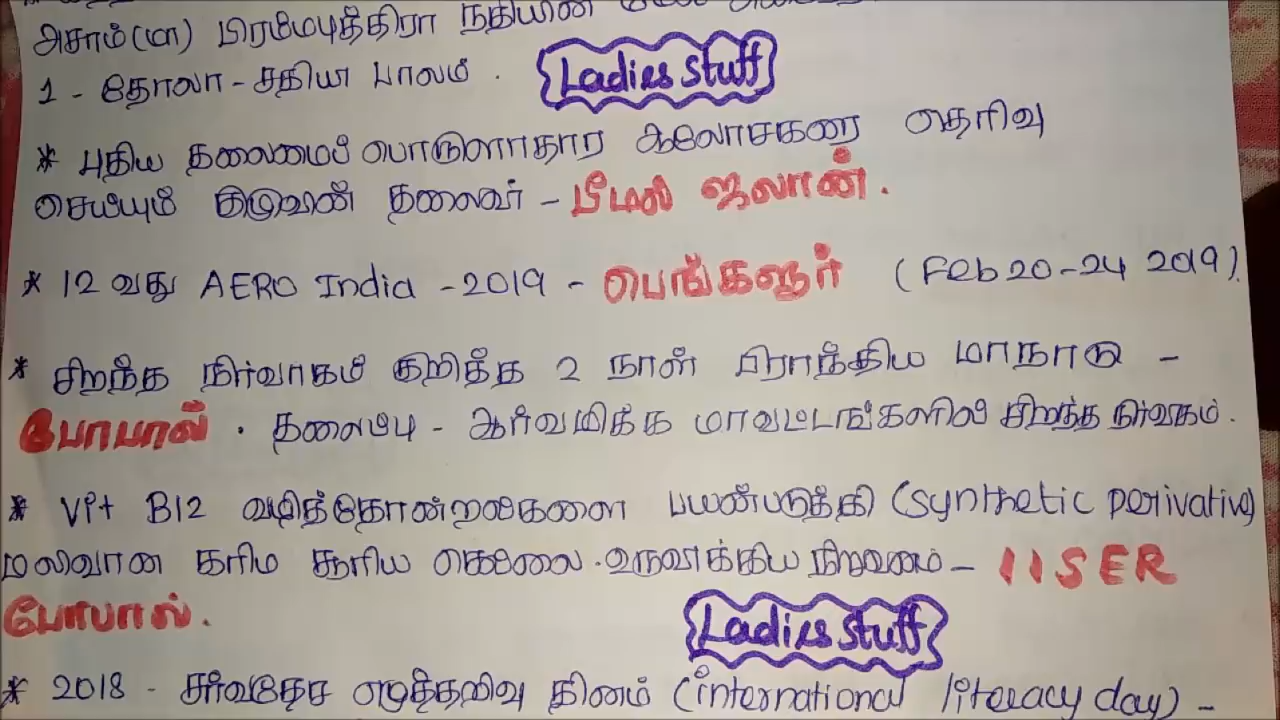 அசாம் (மா) பிரம்மபுத்திரா நதியின்
1 - தோலா - சதியா பாலம் .
Ladies stuff
* புதிய தலைமைப் பொருளாதார ஆலோசகரை தெரிவு
செய்யும் குழுவின் தலைவர் - பீமல் ஜலான் .
* 12 வது AERO India - 2019 - பெங்களூர் (Feb 20-24 2019).
* சிறந்த நிர்வாகம் குறித்த 2 நாள் பிராந்திய மாநாடு -
போபால் . தலைப்பு - ஆர்வமிக்க மாவட்டங்களில் சிறந்த நிர்வகம் .
* Vit B12 வழித்தோன்றல்களை பயன்படுத்தி (synthetic perivative)
மலிவான கரிம சூரிய செல்லை . உருவாக்கிய நிறுவனம் - IISER
போபால் .
Ladies stuff
* 2018 - சர்வதேச எழுத்தறிவு தினம் (international literacy day) -